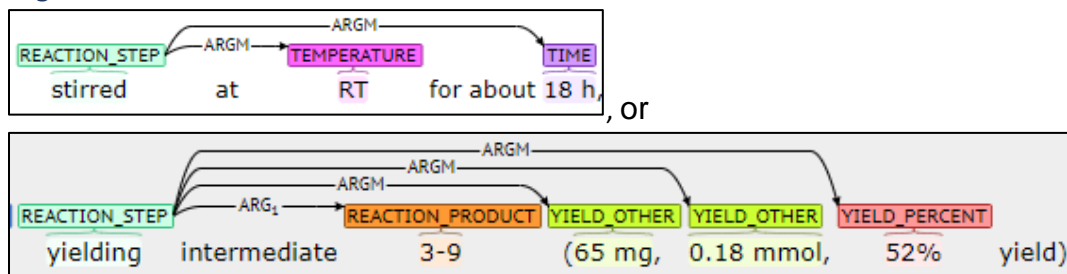 ARGM
ARGM
REACTION_STEP TEMPERATURE TIME
stirred at RT for about 18 h,
, or
ARGM
ARGM
ARGM
ARG1
REACTION_STEP REACTION_PRODUCT YIELD_OTHER YIELD_OTHER YIELD_PERCENT
yielding intermediate 3-9 (65 mg, 0.18 mmol, 52% yield)